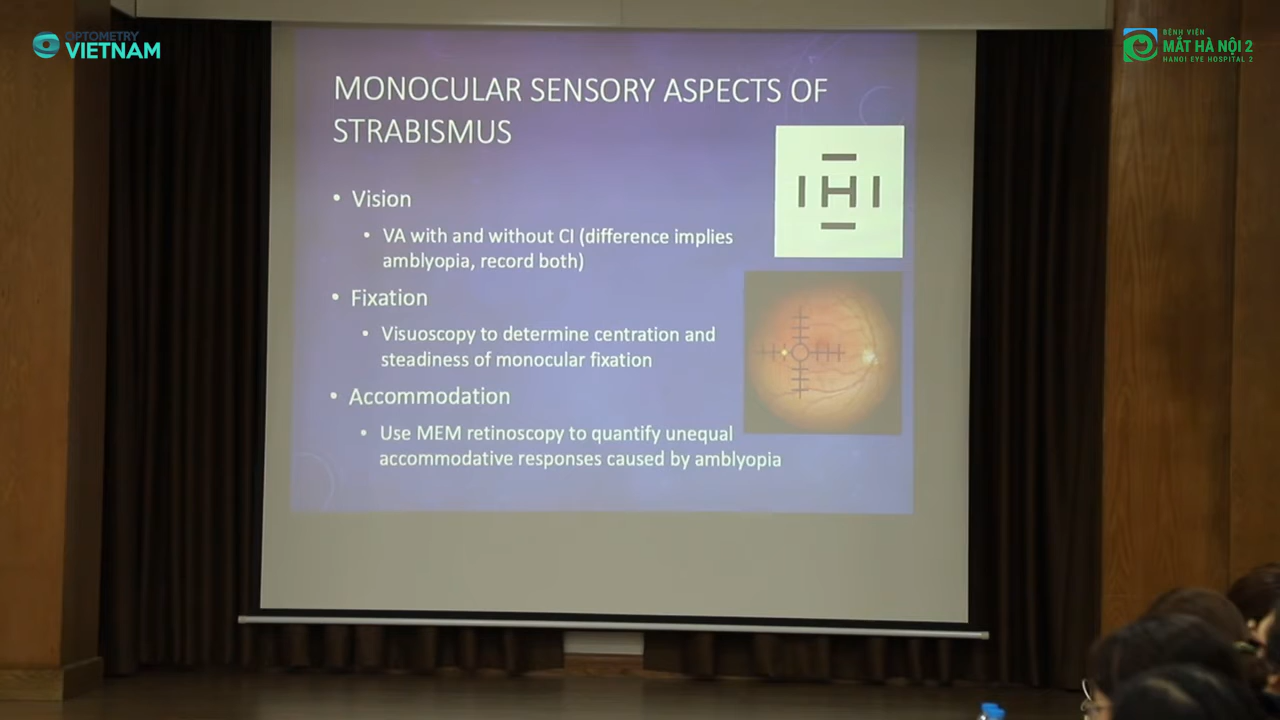 OPTOMETRY
VIETNAM
BỆNH VIỆN
MẮT HÀ NỘI 2
HANOI EYE HOSPITAL 2
MONOCULAR SENSORY ASPECTS OF
STRABISMUS
• Vision
• VA with and without CI (difference implies
amblyopia, record both)
• Fixation
• Visuoscopy to determine centration and
steadiness of monocular fixation
• Accommodation
• Use MEM retinoscopy to quantify unequal
accommodative responses caused by amblyopia
H